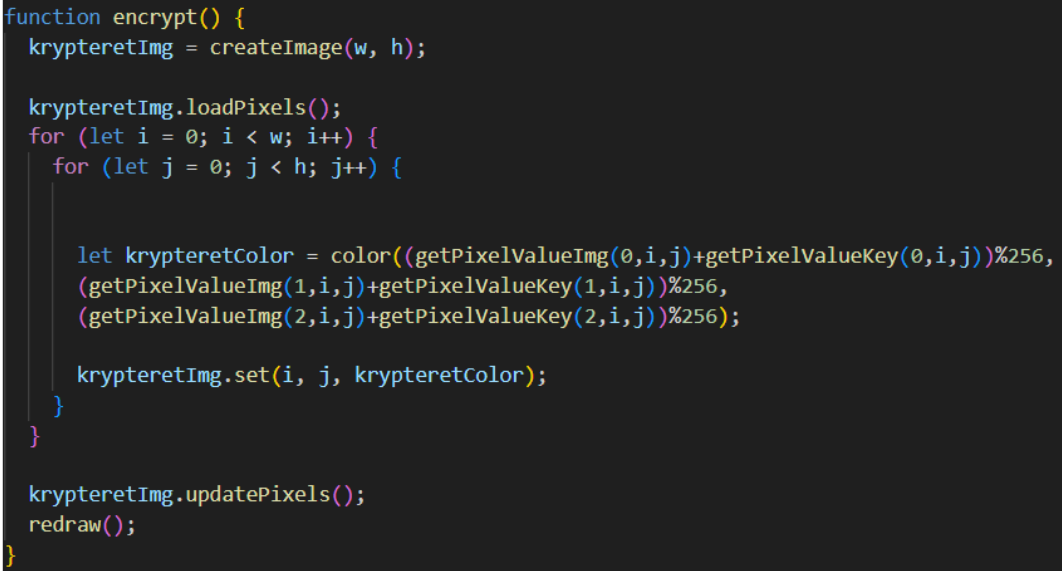 function encrypt() {
  krypteretImg = createImage(w, h);

  krypteretImg.loadPixels();
  for (let i = 0; i < w; i++) {
    for (let j = 0; j < h; j++) {


      let krypteretColor = color((getPixelValueImg(0,i,j)+getPixelValueKey(0,i,j))%256,
      (getPixelValueImg(1,i,j)+getPixelValueKey(1,i,j))%256,
      (getPixelValueImg(2,i,j)+getPixelValueKey(2,i,j))%256);

      krypteretImg.set(i, j, krypteretColor);
    }
  }

  krypteretImg.updatePixels();
  redraw();
}